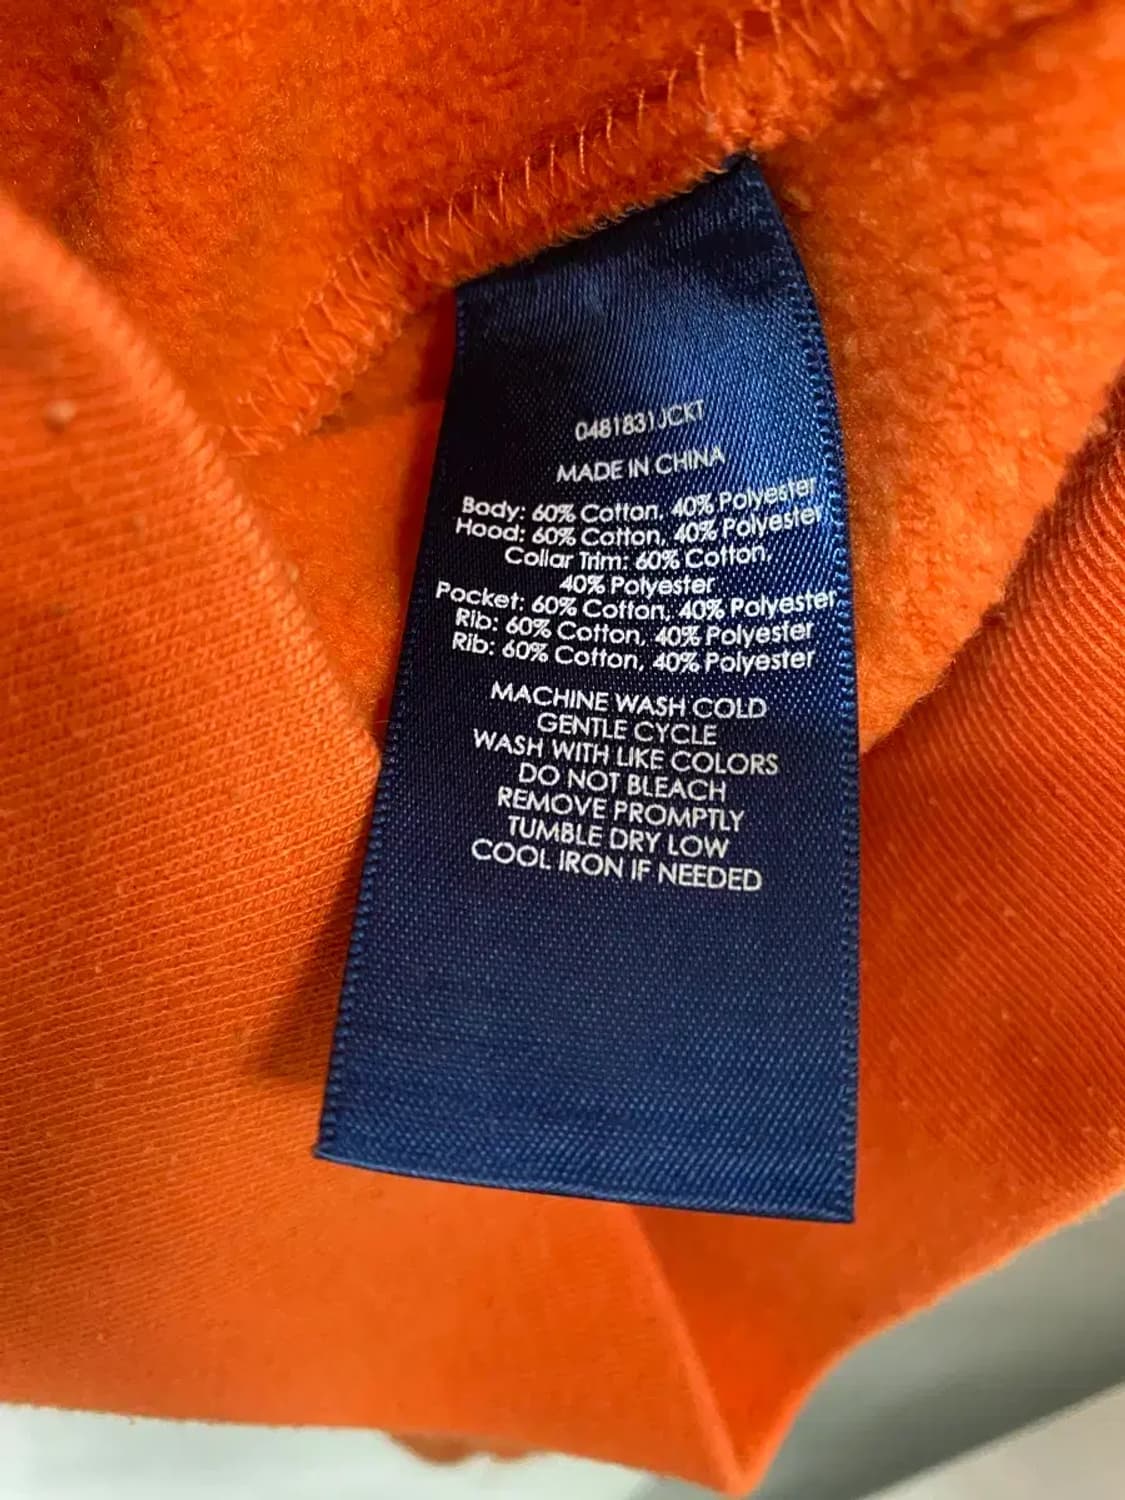 0481831JCKT
MADE IN CHINA
Body: 60% Cotton, 40% Polyester
Hood: 60% Cotton, 40% Polyester
Collar Trim: 60% Cotton,
40% Polyester
Pocket: 60% Cotton, 40% Polyester
Rib: 60% Cotton, 40% Polyester
Rib: 60% Cotton, 40% Polyester
MACHINE WASH COLD
GENTLE CYCLE
WASH WITH LIKE COLORS
DO NOT BLEACH
REMOVE PROMPTLY
TUMBLE DRY LOW
COOL IRON IF NEEDED